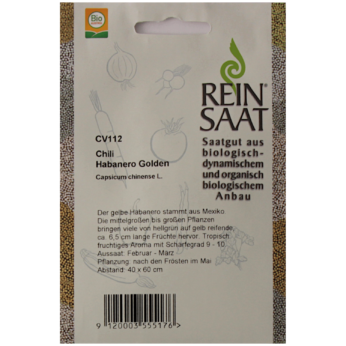 Bio
REIN
SAAT
Saatgut aus
biologisch-
dynamischem
und organisch
biologischem
Anbau
CV112
Chili
Habanero Golden
Capsicum chinense L.
Der gelbe Habanero stammt aus Mexiko.
Die mittelgroßen bis großen Pflanzen
bringen viele von hellgrün auf gelb reifende,
ca. 6,5 cm lange Früchte hervor. Tropisch
fruchtiges Aroma mit Schärfegrad 9 - 10.
Aussaat: Februar - März
Pflanzung: nach den Frösten im Mai
Abstand: 40 x 60 cm
9 120003 555176 >